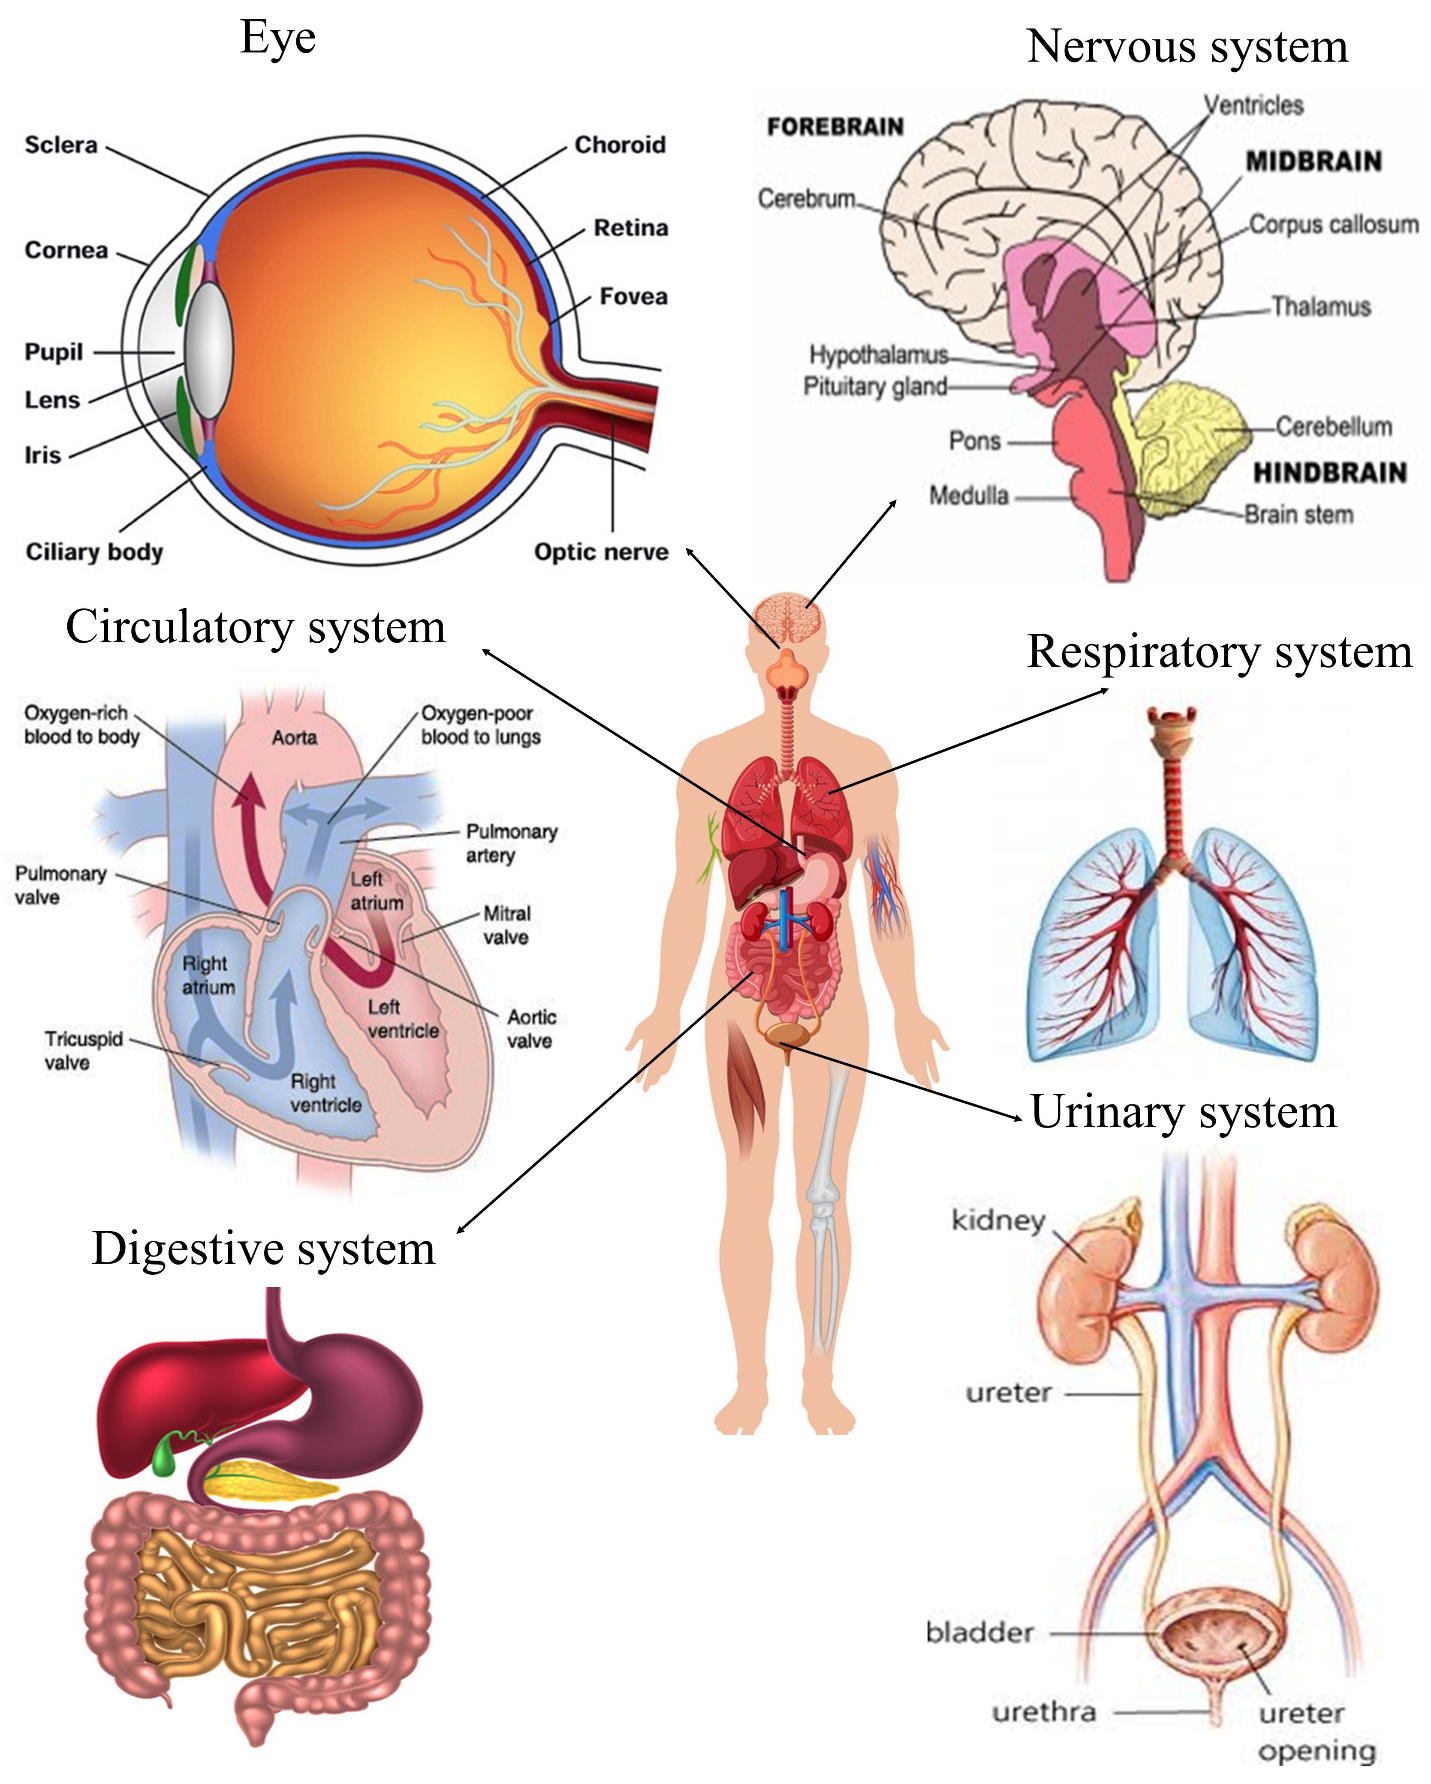 Eye
Sclera
Cornea
Pupil
Lens
Iris
Ciliary body
Choroid
Retina
Fovea
Optic nerve
Nervous system
FOREBRAIN
Ventricles
MIDBRAIN
Cerebrum
Corpus callosum
Thalamus
Hypothalamus
Pituitary gland
Pons
Cerebellum
HINDBRAIN
Medulla
Brain stem
Circulatory system
Oxygen-rich
blood to body
Aorta
Oxygen-poor
blood to lungs
Pulmonary
artery
Pulmonary
valve
Left
atrium
Mitral
valve
Right
atrium
Left
ventricle
Aortic
valve
Tricuspid
valve
Right
ventricle
Respiratory system
Urinary system
kidney
ureter
bladder
urethra
ureter
opening
Digestive system